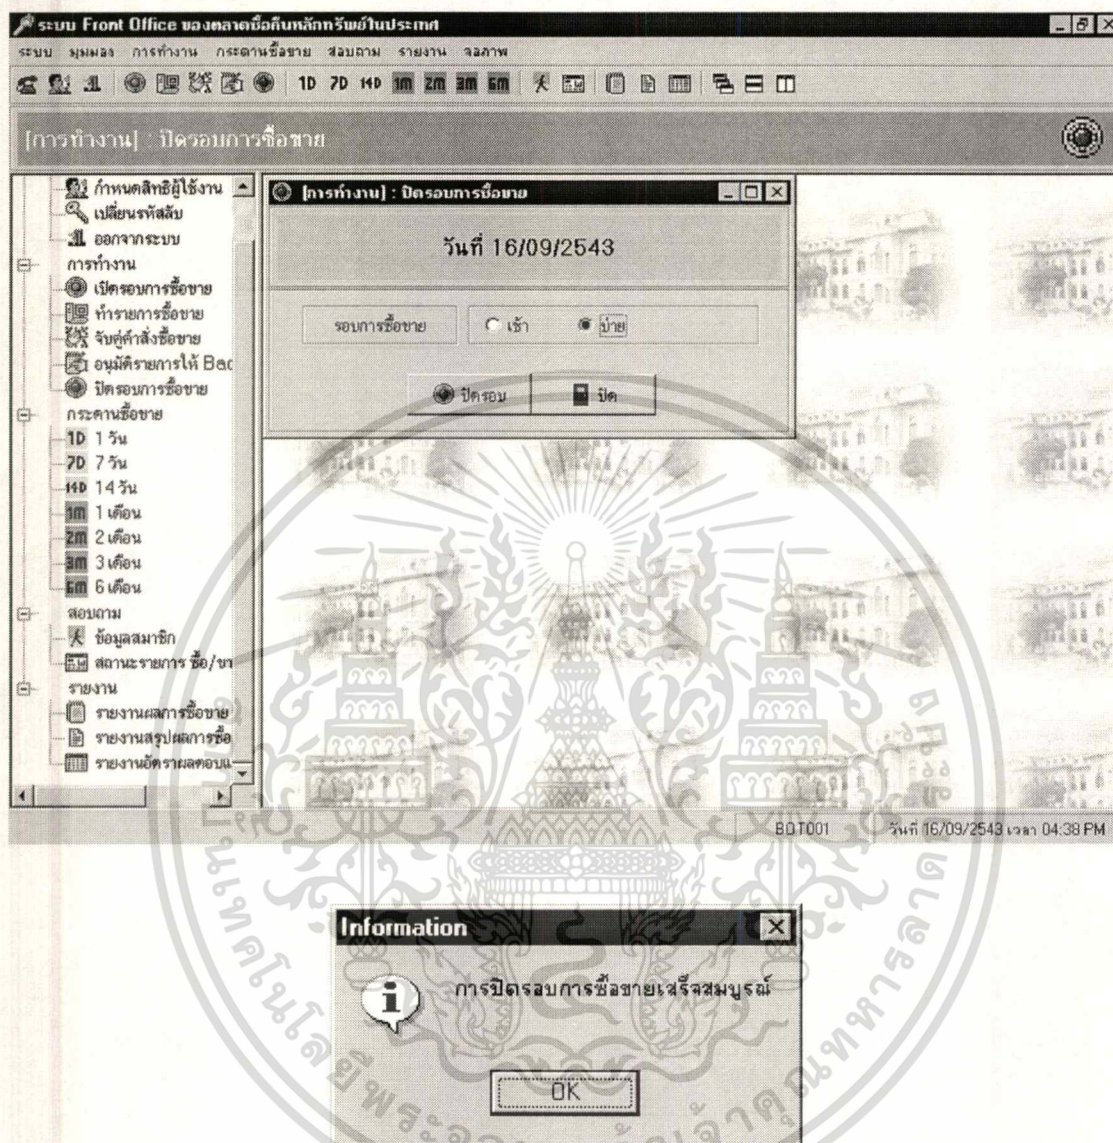 ระบบ Front Office ของตลาดซื้อคืนหลักทรัพย์ในประเทศ
ระบบ มุมมอง การทำงาน กระดานซื้อขาย สอบถาม รายงาน จอภาพ
1D 7D 14D 1m 2m 3m 6m
[การทำงาน] : ปิดรอบการซื้อขาย
กำหนดสิทธิผู้ใช้งาน
เปลี่ยนรหัสลับ
ออกจากระบบ
การทำงาน
เปิดรอบการซื้อขาย
ทำรายการซื้อขาย
จับคู่คำสั่งซื้อขาย
อนุมัติรายการให้ Bac
ปิดรอบการซื้อขาย
กระดานซื้อขาย
1D 1 วัน
7D 7 วัน
14D 14 วัน
1m 1 เดือน
2m 2 เดือน
3m 3 เดือน
6m 6 เดือน
สอบถาม
ข้อมูลสมาชิก
สถานะรายการ ซื้อ/ขา
รายงาน
รายงานผลการซื้อขาย
รายงานสรุปผลการซื้อ
รายงานอัตราผลตอบแ
[การทำงาน] : ปิดรอบการซื้อขาย
วันที่ 16/09/2543
รอบการซื้อขาย เช้า บ่าย
ปิดรอบ ปิด
BOT001 วันที่ 16/09/2543 เวลา 04:38 PM
Information
การปิดรอบการซื้อขายเสร็จสมบูรณ์
OK